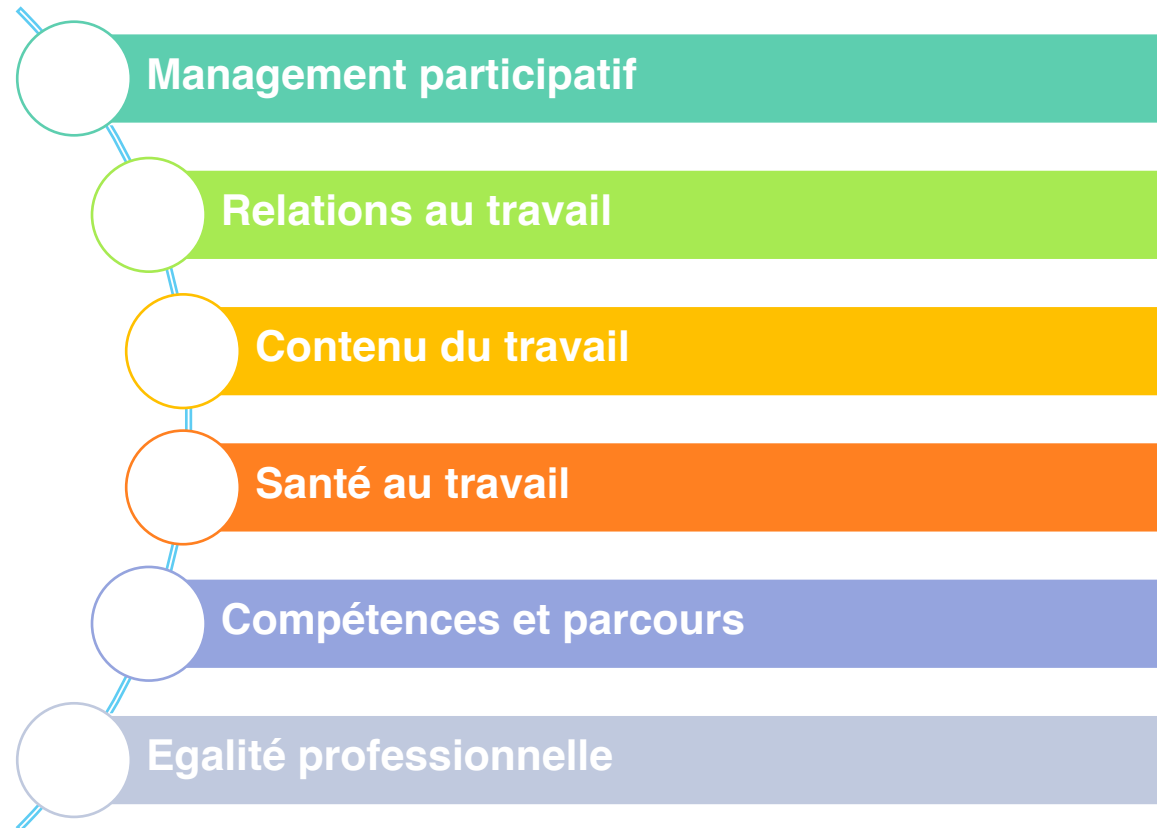 Management participatif
Relations au travail
Contenu du travail
Santé au travail
Compétences et parcours
Egalité professionnelle